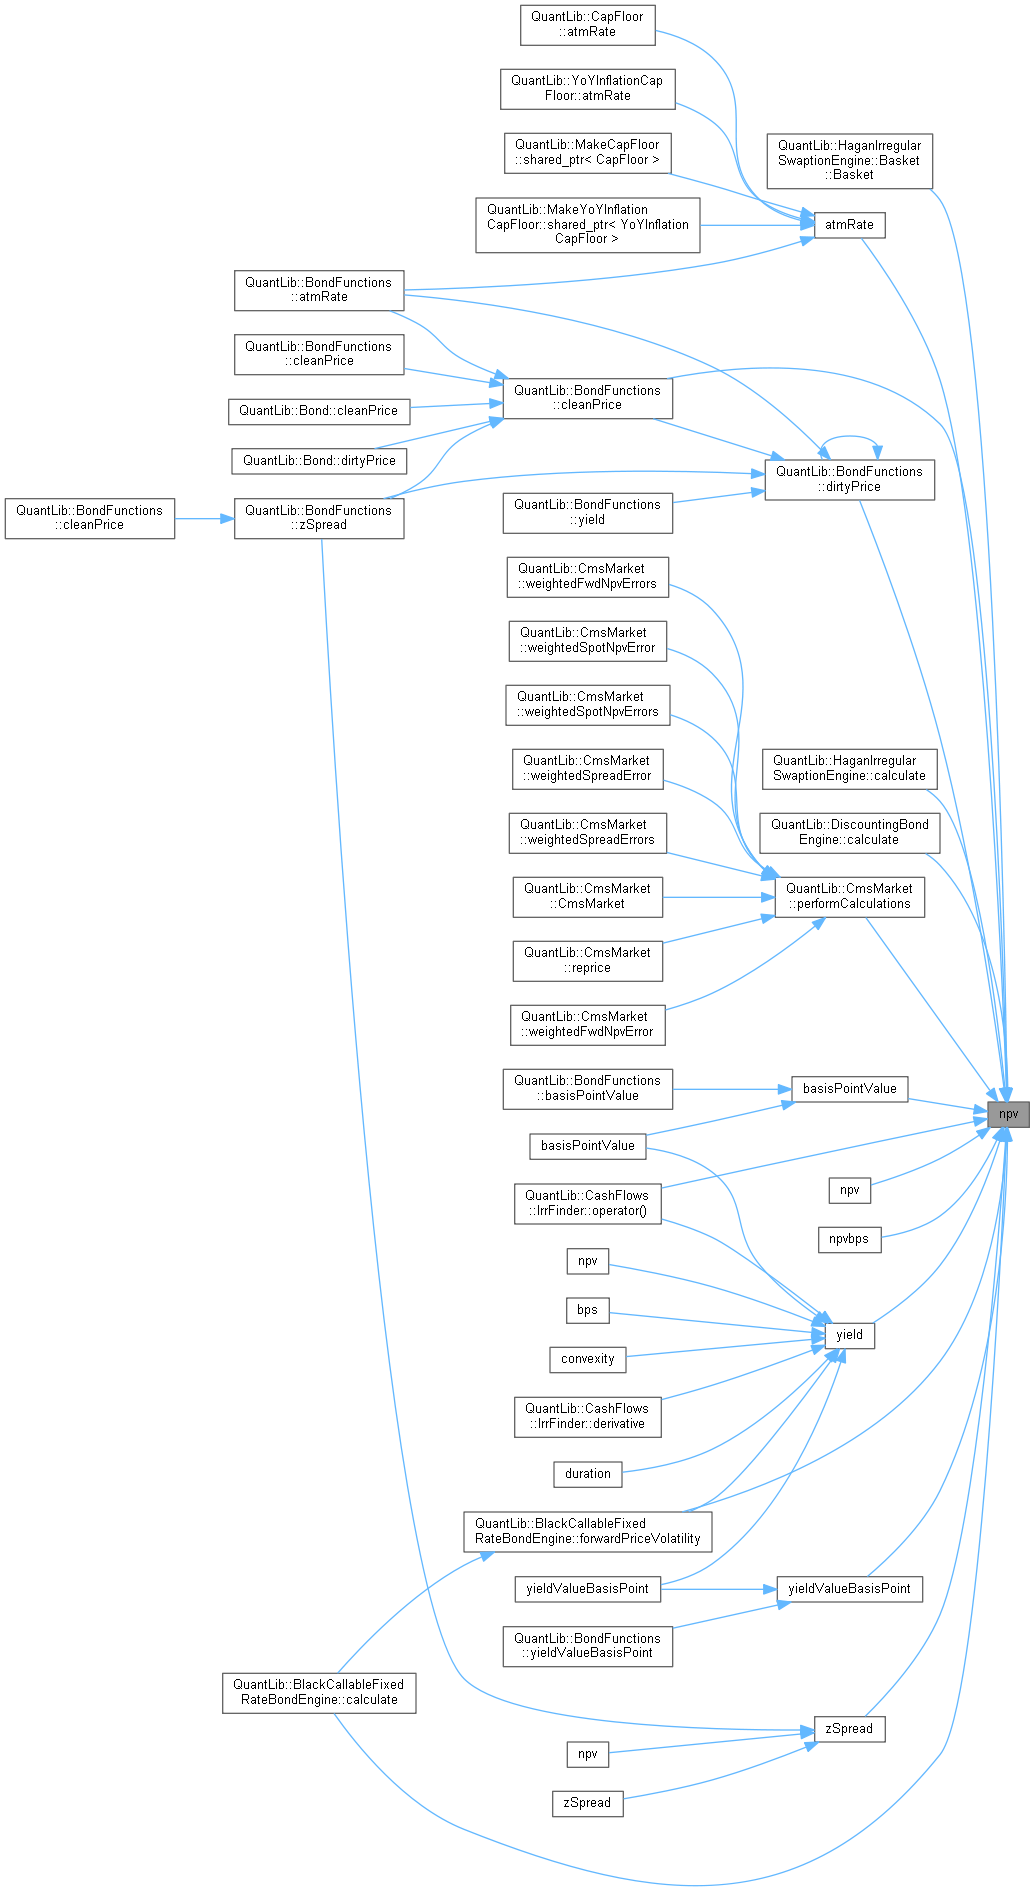 QuantLib::CapFloor
::atmRate
QuantLib::YoYInflationCap
Floor::atmRate
QuantLib::MakeCapFloor
::shared_ptr< CapFloor >
QuantLib::HaganIrregular
SwaptionEngine::Basket
::Basket
QuantLib::MakeYoYInflation
CapFloor::shared_ptr< YoYInflation
CapFloor >
atmRate
QuantLib::BondFunctions
::atmRate
QuantLib::BondFunctions
::cleanPrice
QuantLib::BondFunctions
::cleanPrice
QuantLib::Bond::cleanPrice
QuantLib::Bond::dirtyPrice
QuantLib::BondFunctions
::dirtyPrice
QuantLib::BondFunctions
::cleanPrice
QuantLib::BondFunctions
::zSpread
QuantLib::BondFunctions
::yield
QuantLib::CmsMarket
::weightedFwdNpvErrors
QuantLib::CmsMarket
::weightedSpotNpvError
QuantLib::CmsMarket
::weightedSpotNpvErrors
QuantLib::CmsMarket
::weightedSpreadError
QuantLib::HaganIrregular
SwaptionEngine::calculate
QuantLib::CmsMarket
::weightedSpreadErrors
QuantLib::DiscountingBond
Engine::calculate
QuantLib::CmsMarket
::CmsMarket
QuantLib::CmsMarket
::performCalculations
QuantLib::CmsMarket
::reprice
QuantLib::CmsMarket
::weightedFwdNpvError
QuantLib::BondFunctions
::basisPointValue
basisPointValue
npv
basisPointValue
QuantLib::CashFlows
::IrrFinder::operator()
npv
npvbps
npv
bps
yield
convexity
QuantLib::CashFlows
::IrrFinder::derivative
duration
QuantLib::BlackCallableFixed
RateBondEngine::forwardPriceVolatility
yieldValueBasisPoint
yieldValueBasisPoint
QuantLib::BondFunctions
::yieldValueBasisPoint
QuantLib::BlackCallableFixed
RateBondEngine::calculate
zSpread
npv
zSpread